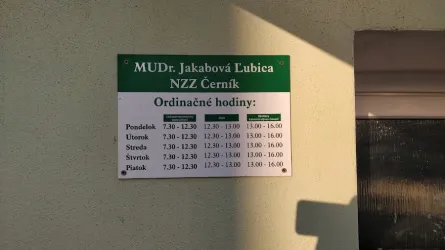 MUDr. Jakabová Ľubica
NZZ Černík
Ordinačné hodiny:
Pondelok 7.30 - 12.30 12.30 - 13.00 13.00 - 16.00
Utorok 7.30 - 12.30 12.30 - 13.00 13.00 - 16.00
Streda 7.30 - 12.30 12.30 - 13.00 13.00 - 16.00
Štvrtok 7.30 - 12.30 12.30 - 13.00 13.00 - 16.00
Piatok 7.30 - 12.30 12.30 - 13.00 13.00 - 16.00